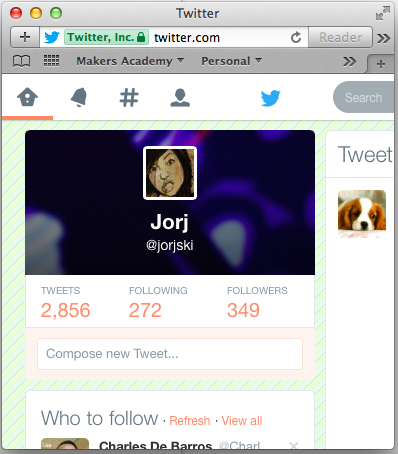 Twitter
Twitter, Inc. twitter.com Reader
Makers Academy Personal
Search
Jorj
@jorjski
TWEETS FOLLOWING FOLLOWERS
2,856 272 349
Compose new Tweet...
Who to follow · Refresh · View all
Charles De Barros @Charl
Tweet